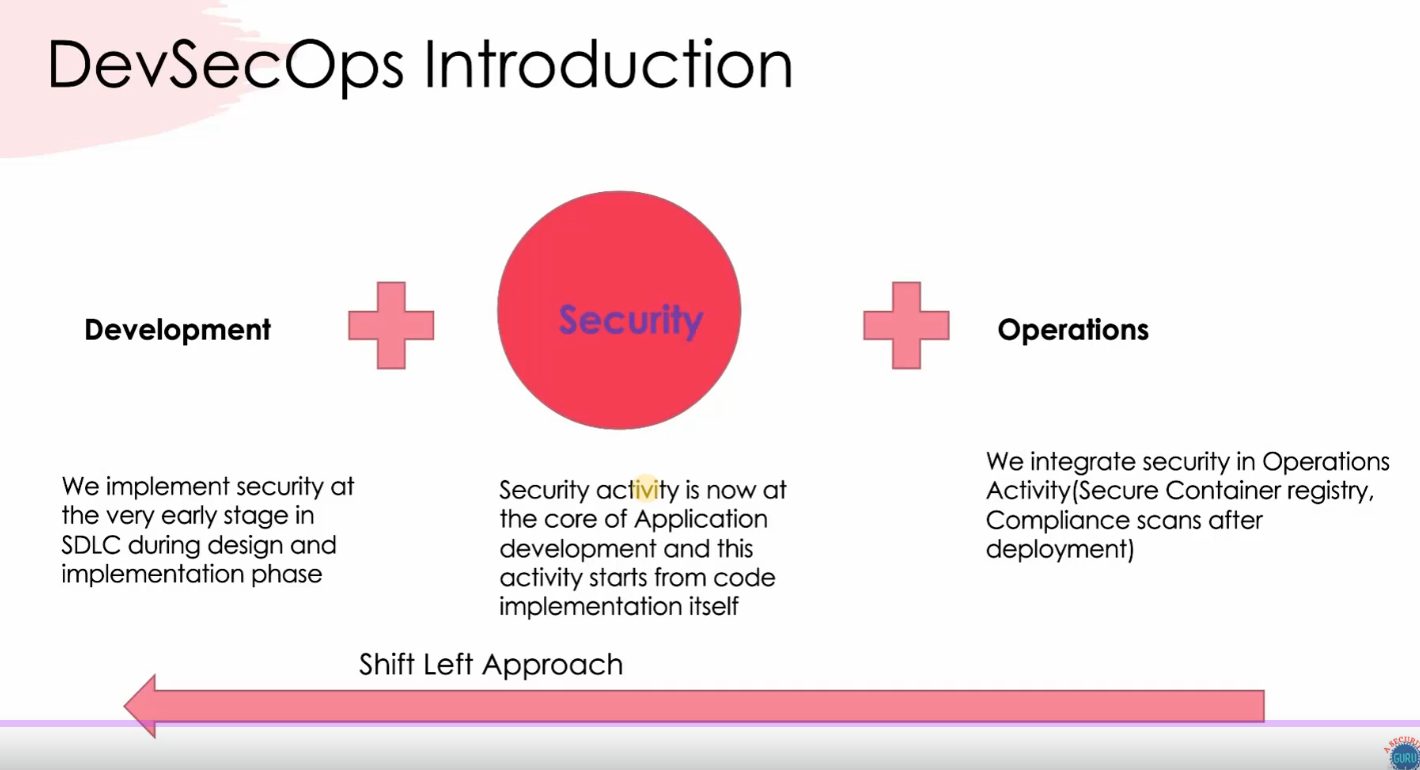 DevSecOps Introduction
Development
Security
Operations
We implement security at
the very early stage in
SDLC during design and
implementation phase
Security activity is now at
the core of Application
development and this
activity starts from code
implementation itself
We integrate security in Operations
Activity(Secure Container registry,
Compliance scans after
deployment)
Shift Left Approach
GURU